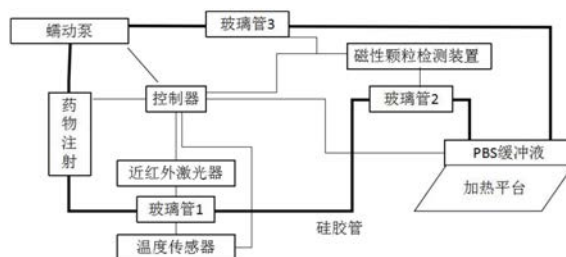 蠕动泵
玻璃管3
磁性颗粒检测装置
控制器
玻璃管2
药物注射
PBS缓冲液
近红外激光器
加热平台
玻璃管1
硅胶管
温度传感器